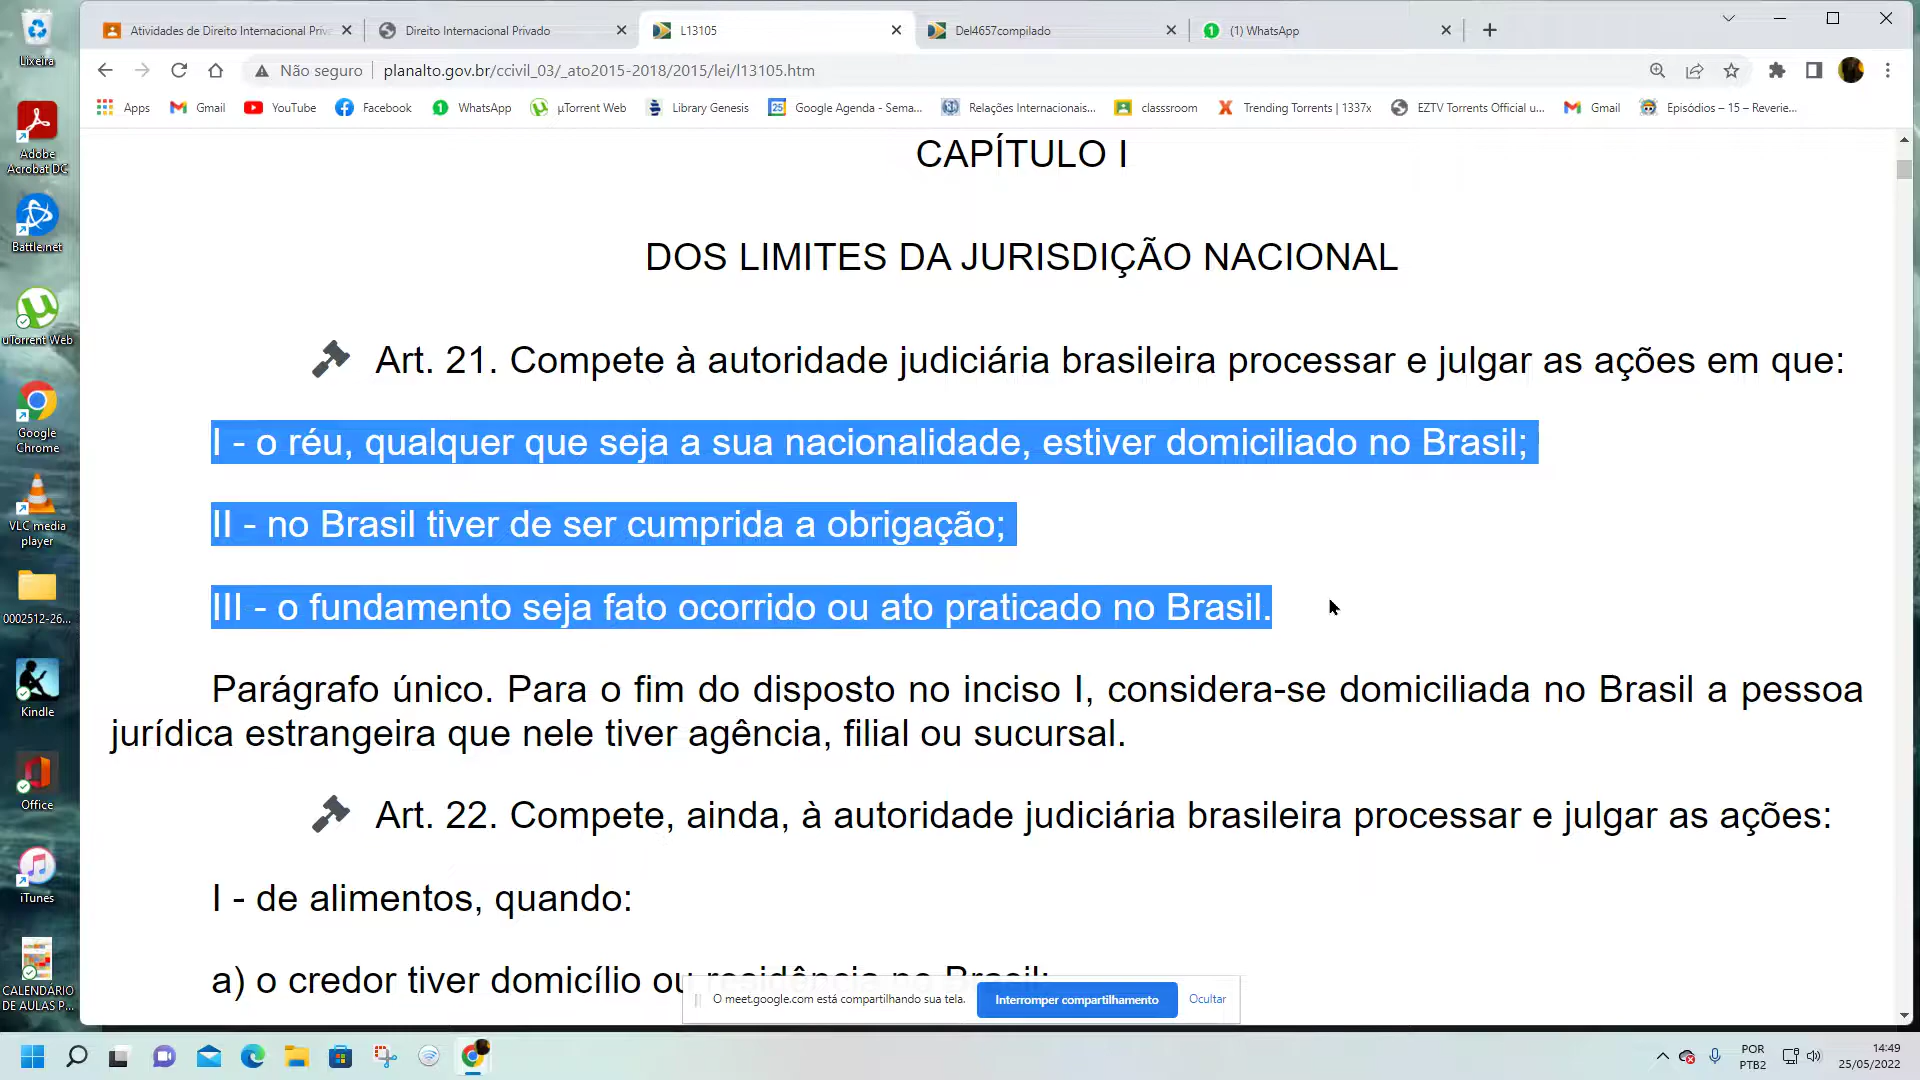 Lixeira
Adobe
Acrobat DC
Battle.net
uTorrent Web
Google
Chrome
VLC media
player
0002512-26...
Kindle
Office
iTunes
CALENDÁRIO
DE AULAS P...
Atividades de Direito Internacional Priv
Direito Internacional Privado
L13105
Del4657compilado
(1) WhatsApp
Não seguro
planalto.gov.br/ccivil_03/_ato2015-2018/2015/lei/l13105.htm
Apps
Gmail
YouTube
Facebook
WhatsApp
µTorrent Web
Library Genesis
Google Agenda - Sema...
Relações Internacionais...
classsroom
Trending Torrents | 1337x
EZTV Torrents Official u...
Gmail
Episódios – 15 – Reverie...
CAPÍTULO I
DOS LIMITES DA JURISDIÇÃO NACIONAL
Art. 21. Compete à autoridade judiciária brasileira processar e julgar as ações em que:
I - o réu, qualquer que seja a sua nacionalidade, estiver domiciliado no Brasil;
II - no Brasil tiver de ser cumprida a obrigação;
III - o fundamento seja fato ocorrido ou ato praticado no Brasil.
Parágrafo único. Para o fim do disposto no inciso I, considera-se domiciliada no Brasil a pessoa
jurídica estrangeira que nele tiver agência, filial ou sucursal.
Art. 22. Compete, ainda, à autoridade judiciária brasileira processar e julgar as ações:
I - de alimentos, quando:
a) o credor tiver domicílio ou residência no Brasil;
O meet.google.com está compartilhando sua tela.
Interromper compartilhamento
Ocultar
POR
PTB2
14:49
25/05/2022